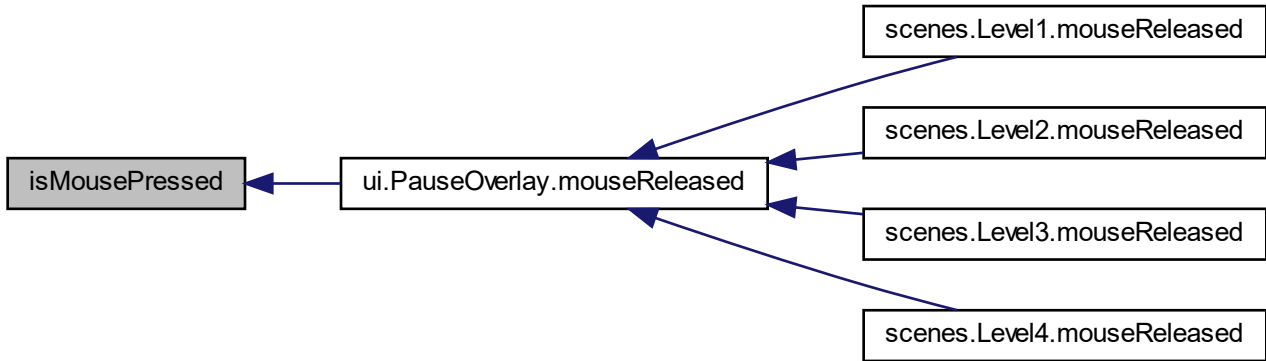 isMousePressed
ui.PauseOverlay.mouseReleased
scenes.Level1.mouseReleased
scenes.Level2.mouseReleased
scenes.Level3.mouseReleased
scenes.Level4.mouseReleased